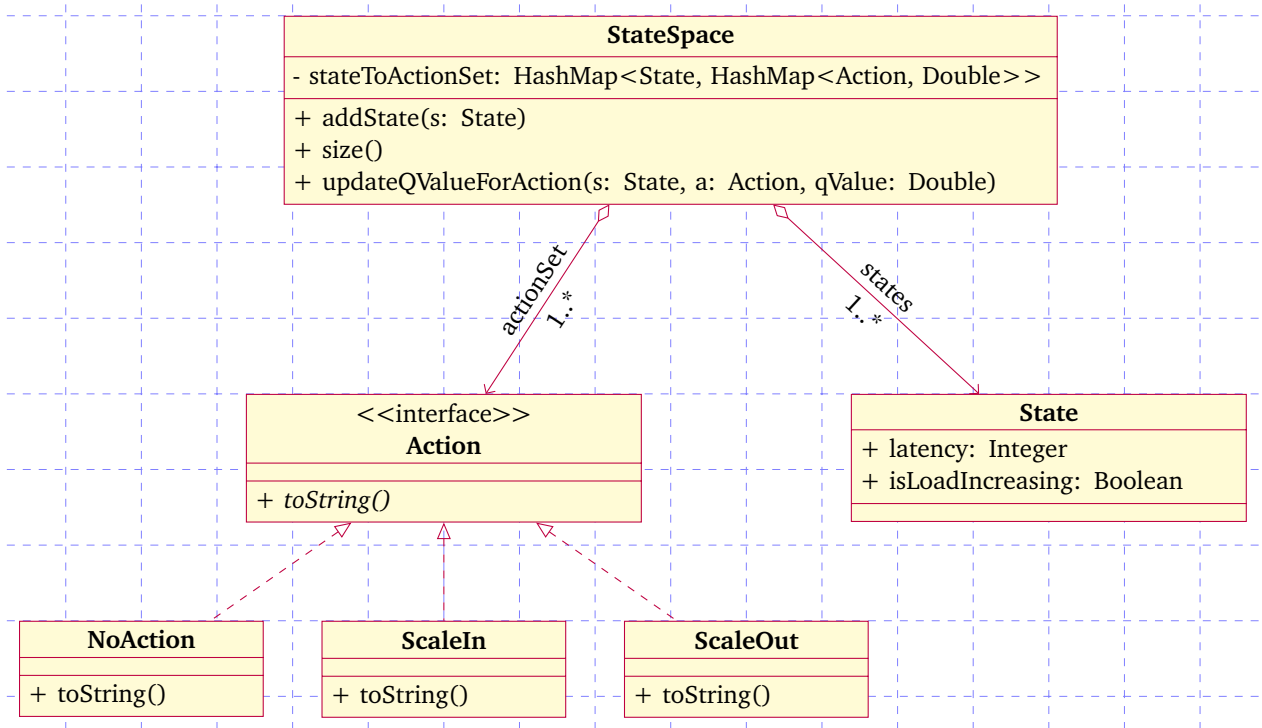 StateSpace
- stateToActionSet: HashMap<State, HashMap<Action, Double>>
+ addState(s: State)
+ size()
+ updateQValueForAction(s: State, a: Action, qValue: Double)
actionSet
1..*
states
1..*
<<interface>>
Action
+ toString()
State
+ latency: Integer
+ isLoadIncreasing: Boolean
NoAction
+ toString()
ScaleIn
+ toString()
ScaleOut
+ toString()